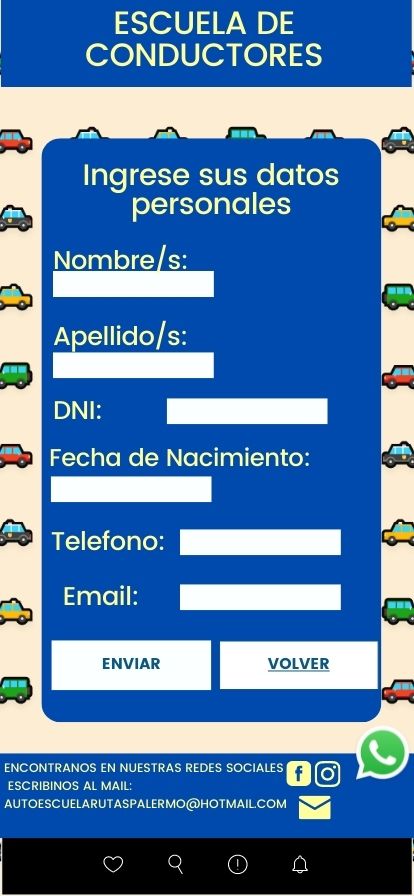 ESCUELA DE
CONDUCTORES
Ingrese sus datos
personales
Nombre/s:
Apellido/s:
DNI:
Fecha de Nacimiento:
Telefono:
Email:
ENVIAR VOLVER
ENCONTRANOS EN NUESTRAS REDES SOCIALES
ESCRIBINOS AL MAIL:
AUTOESCUELARUTASPALERMO@HOTMAIL.COM